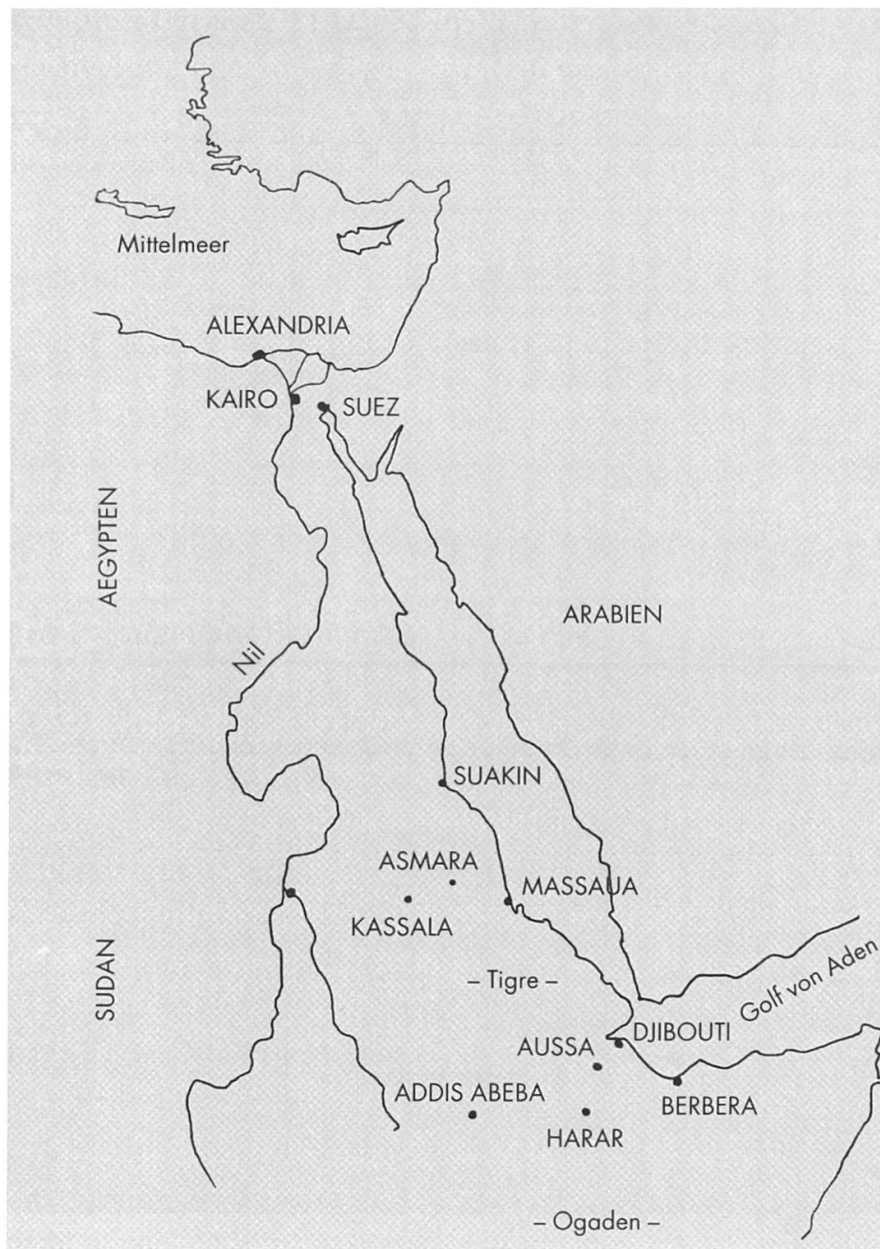 Mittelmeer
ALEXANDRIA
KAIRO
SUEZ
AEGYPTEN
ARABIEN
Nil
SUAKIN
ASMARA
MASSAUA
KASSALA
SUDAN
– Tigre –
Golf von Aden
DJIBOUTI
AUSSA
ADDIS ABEBA
BERBERA
HARAR
– Ogaden –